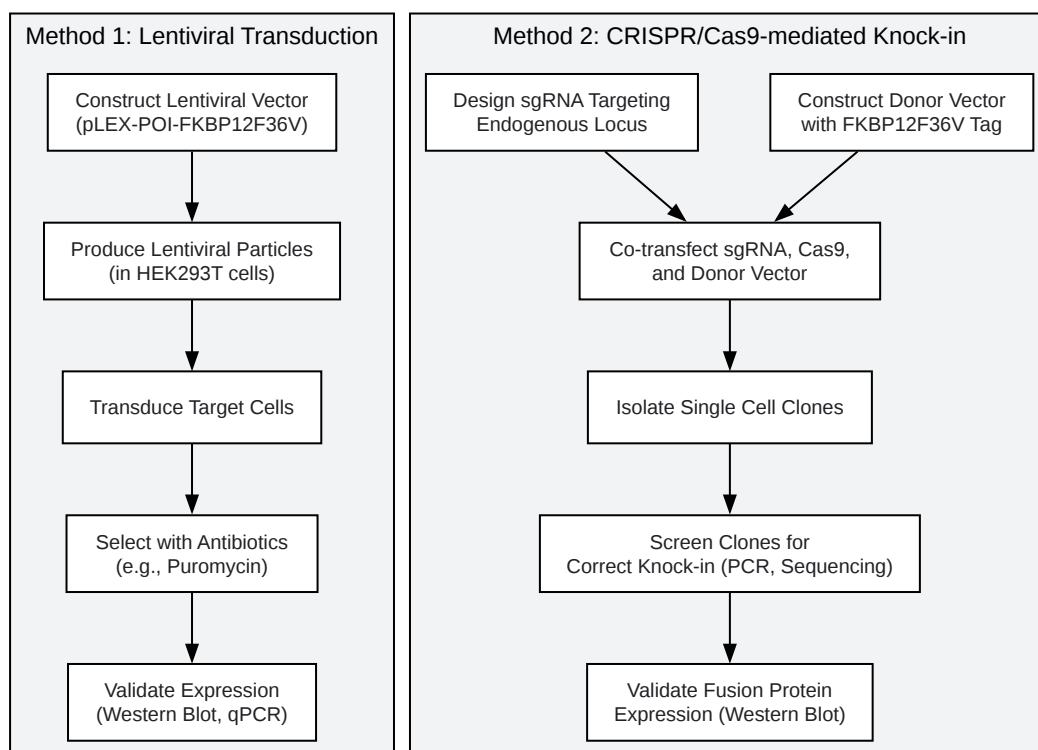 Method 1: Lentiviral Transduction
Construct Lentiviral Vector
(pLEX-POI-FKBP12F36V)
Produce Lentiviral Particles
(in HEK293T cells)
Transduce Target Cells
Select with Antibiotics
(e.g., Puromycin)
Validate Expression
(Western Blot, qPCR)
Method 2: CRISPR/Cas9-mediated Knock-in
Design sgRNA Targeting
Endogenous Locus
Construct Donor Vector
with FKBP12F36V Tag
Co-transfect sgRNA, Cas9,
and Donor Vector
Isolate Single Cell Clones
Screen Clones for
Correct Knock-in (PCR, Sequencing)
Validate Fusion Protein
Expression (Western Blot)